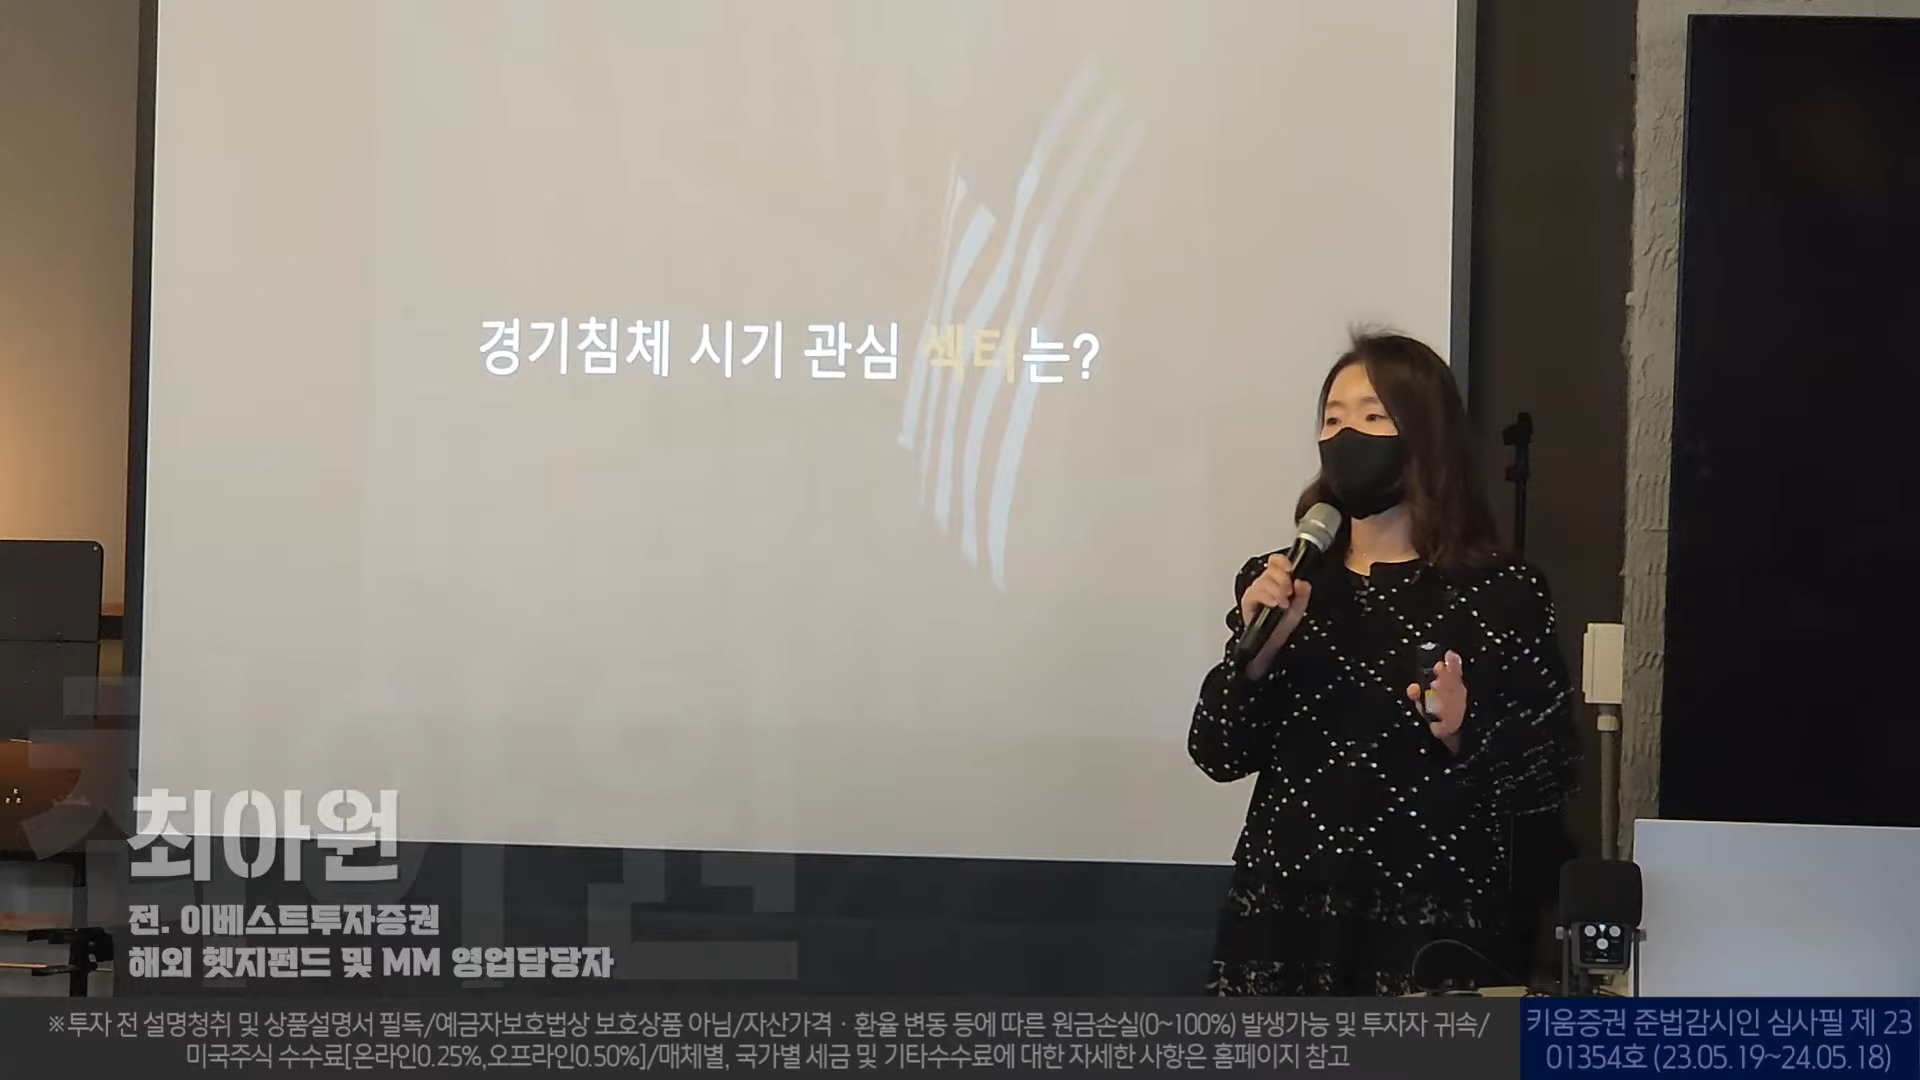 경기침체 시기 관심 섹터는?
최아원
전. 이베스트투자증권
해외 헷지펀드 및 MM 영업담당자
※투자 전 설명청취 및 상품설명서 필독/예금자보호법상 보호상품 아님/자산가격·환율 변동 등에 따른 원금손실(0~100%) 발생가능 및 투자자 귀속/
미국주식 수수료[온라인0.25%,오프라인0.50%]/매체별, 국가별 세금 및 기타수수료에 대한 자세한 사항은 홈페이지 참고
키움증권 준법감시인 심사필 제 23
01354호 (23.05.19~24.05.18)